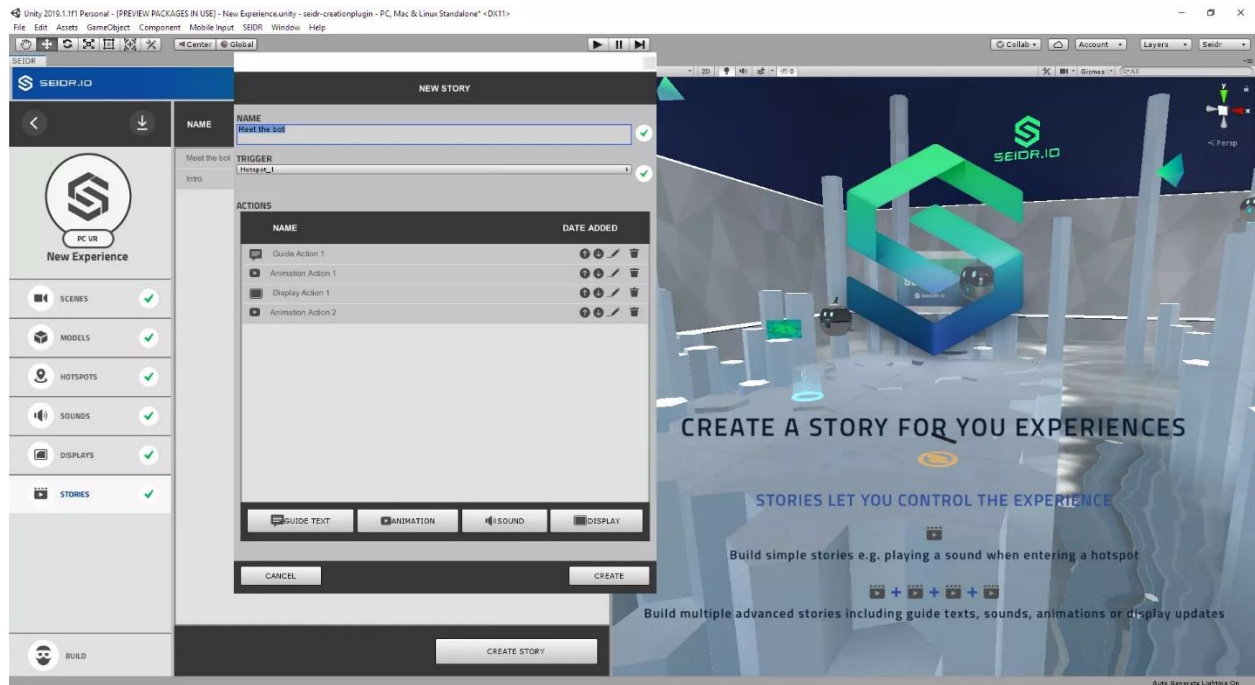 Unity 2019.1.1f1 Personal - [PREVIEW PACKAGES IN USE] - New Experience.unity - seidr-creationplugin - PC, Mac & Linux Standalone* <DX11>
File Edit Assets GameObject Component Mobile Input SEIDR Window Help
Center Global Collab Account Layers Seidr
SEIDR
2D 0 Gizmos All
SEIDR.IO
NEW STORY
y
x
Persp
NAME
NAME
Meet the bot
Meet the bot
TRIGGER
Hotspot_1
Intro
SEIDR.IO
ACTIONS
NAME DATE ADDED
PC VR
New Experience
Guide Action 1
Animation Action 1
Display Action 1
Animation Action 2
SCENES
MODELS
HOTSPOTS
SOUNDS
DISPLAYS
STORIES
CREATE A STORY FOR YOU EXPERIENCES
STORIES LET YOU CONTROL THE EXPERIENCE
GUIDE TEXT ANIMATION SOUND DISPLAY
Build simple stories e.g. playing a sound when entering a hotspot
CANCEL CREATE
+ + +
Build multiple advanced stories including guide texts, sounds, animations or display updates
BUILD
CREATE STORY
Auto Generate Lighting On